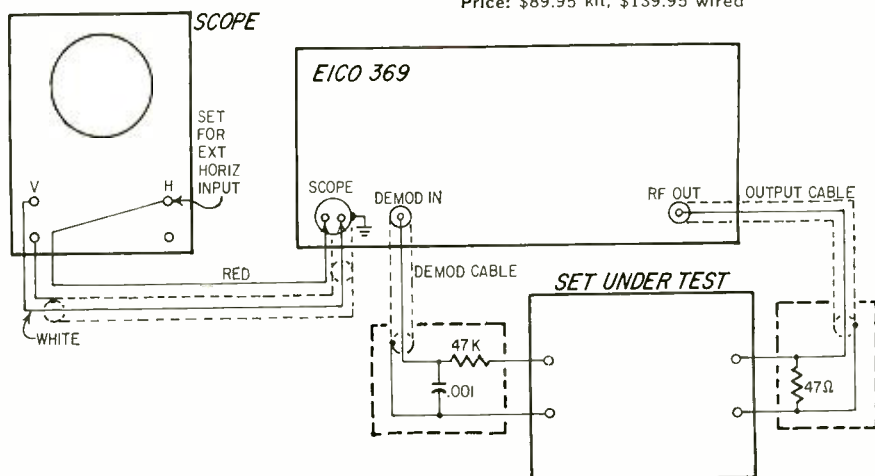 Price: $89.95 kit, $139.95 wired
SCOPE
EICO 369
SET
FOR
EXT
HORIZ
INPUT
V
H
SCOPE
DEMOD IN
RF OUT
OUTPUT CABLE
RED
DEMOD CABLE
SET UNDER TEST
WHITE
47K
.001
47Ω